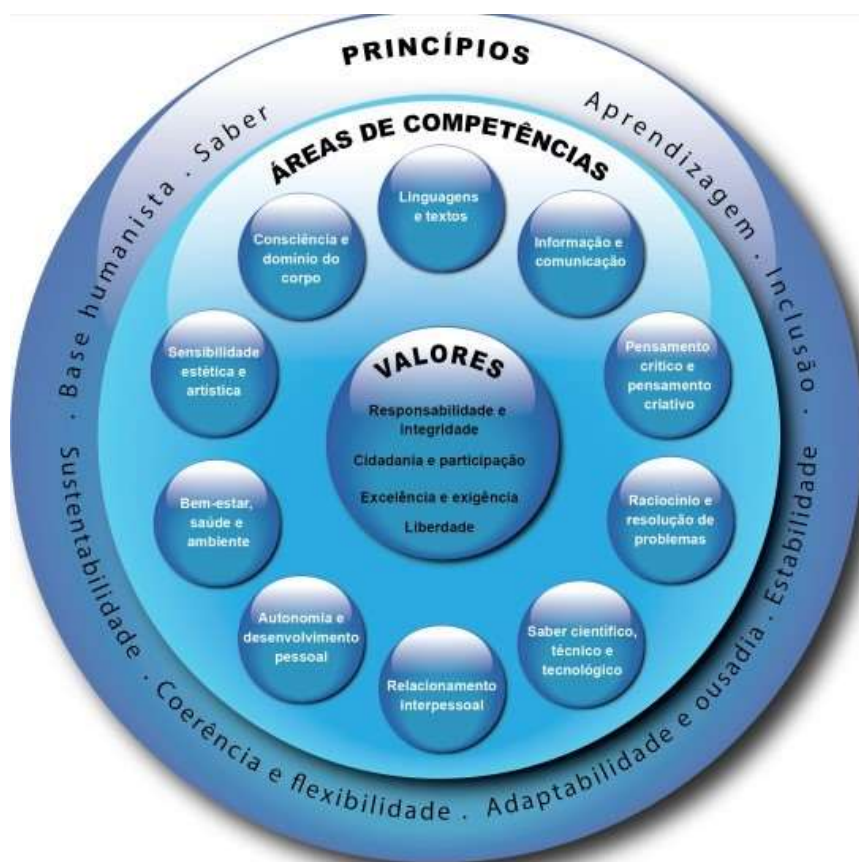 PRINCÍPIOS
. Base humanista . Saber
Aprendizagem . Inclusão .
Sustentabilidade . Coerência e flexibilidade . Adaptabilidade e ousadia . Estabilidade
ÁREAS DE COMPETÊNCIAS
Linguagens
e textos
Informação e
comunicação
Pensamento
crítico e
pensamento
criativo
Raciocínio e
resolução de
problemas
Saber científico,
técnico e
tecnológico
Relacionamento
interpessoal
Autonomia e
desenvolvimento
pessoal
Bem-estar,
saúde e
ambiente
Sensibilidade
estética e
artística
Consciência e
domínio do
corpo
VALORES
Responsabilidade e
integridade
Cidadania e participação
Excelência e exigência
Liberdade